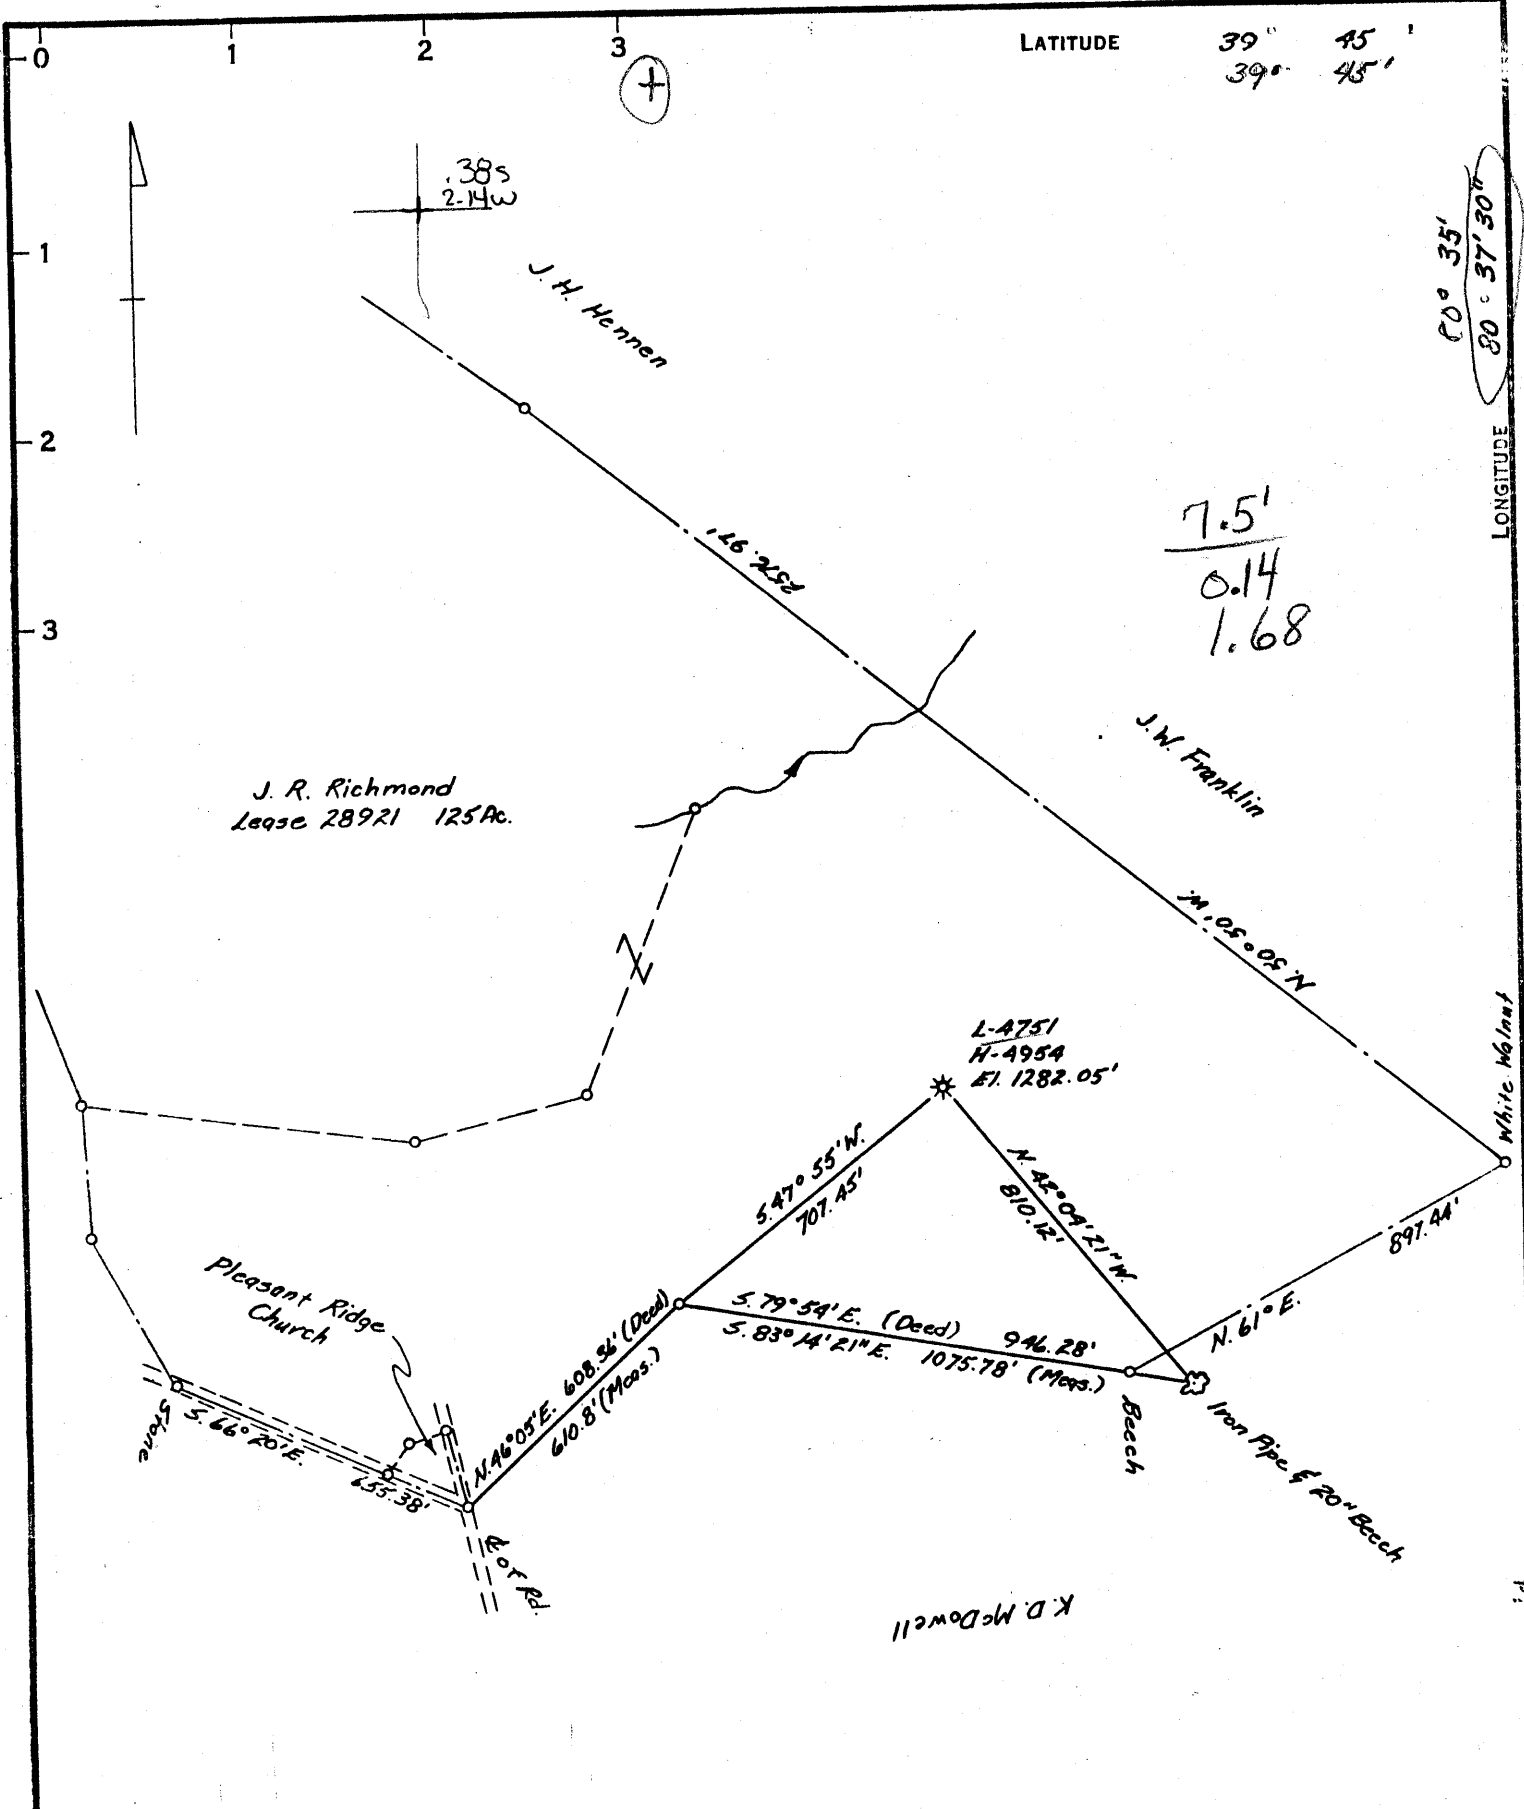 0
1
2
3
LATITUDE 39° 45'
39° 45'
+
.38s
2.14w
1
2
3
80° 35'
80° 37' 30"
LONGITUDE
J. H. Hennen
7.5'
0.14
1.68
J. W. Franklin
J. R. Richmond
Lease 28921 125 Ac.
N. 50° 50' W.
White Walnut
L-4751
H-4954
El. 1282.05'
S. 47° 55' W.
707.45'
N. 42° 04' 21" W.
810.12'
897.44'
N. 61° E.
Pleasant Ridge
Church
S. 79° 54' E. (Deed) 946.28'
S. 83° 14' 21" E. 1075.78' (Meas.)
N. 46° 05' E. 608.56' (Deed)
610.8' (Meas.)
Stone
S. 66° 20' E.
655.38'
Beech
Iron Pipe & 20" Beech
℄ of Rd.
K. D. McDowell